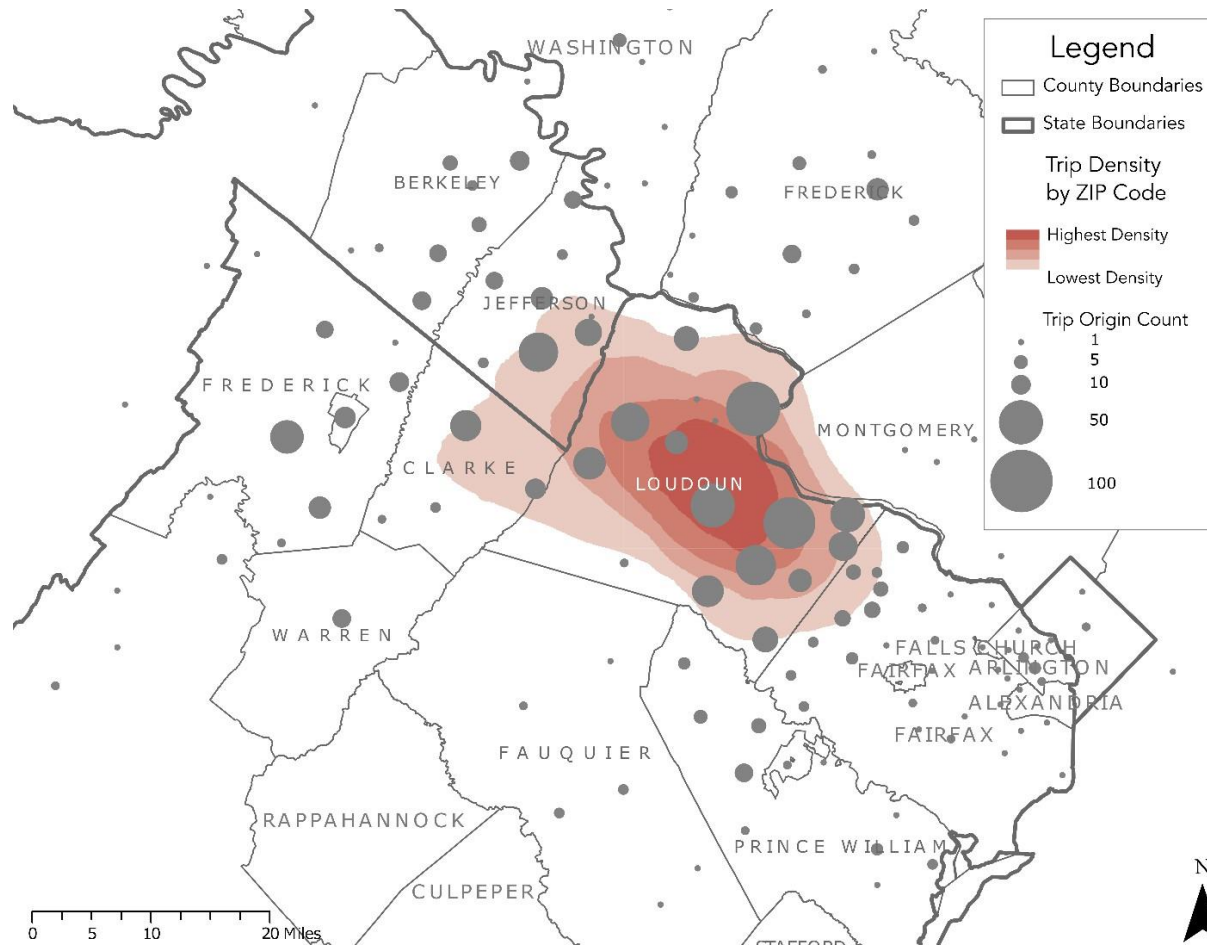 WASHINGTON
BERKELEY
FREDERICK
JEFFERSON
FREDERICK
MONTGOMERY
CLARKE
LOUDOUN
WARREN
FALLS CHURCH
FAIRFAX
ARLINGTON
ALEXANDRIA
FAIRFAX
FAUQUIER
RAPPAHANNOCK
PRINCE WILLIAM
CULPEPER
STAFFORD
Legend
County Boundaries
State Boundaries
Trip Density
by ZIP Code
Highest Density
Lowest Density
Trip Origin Count
1
5
10
50
100
0 5 10 20 Miles
N